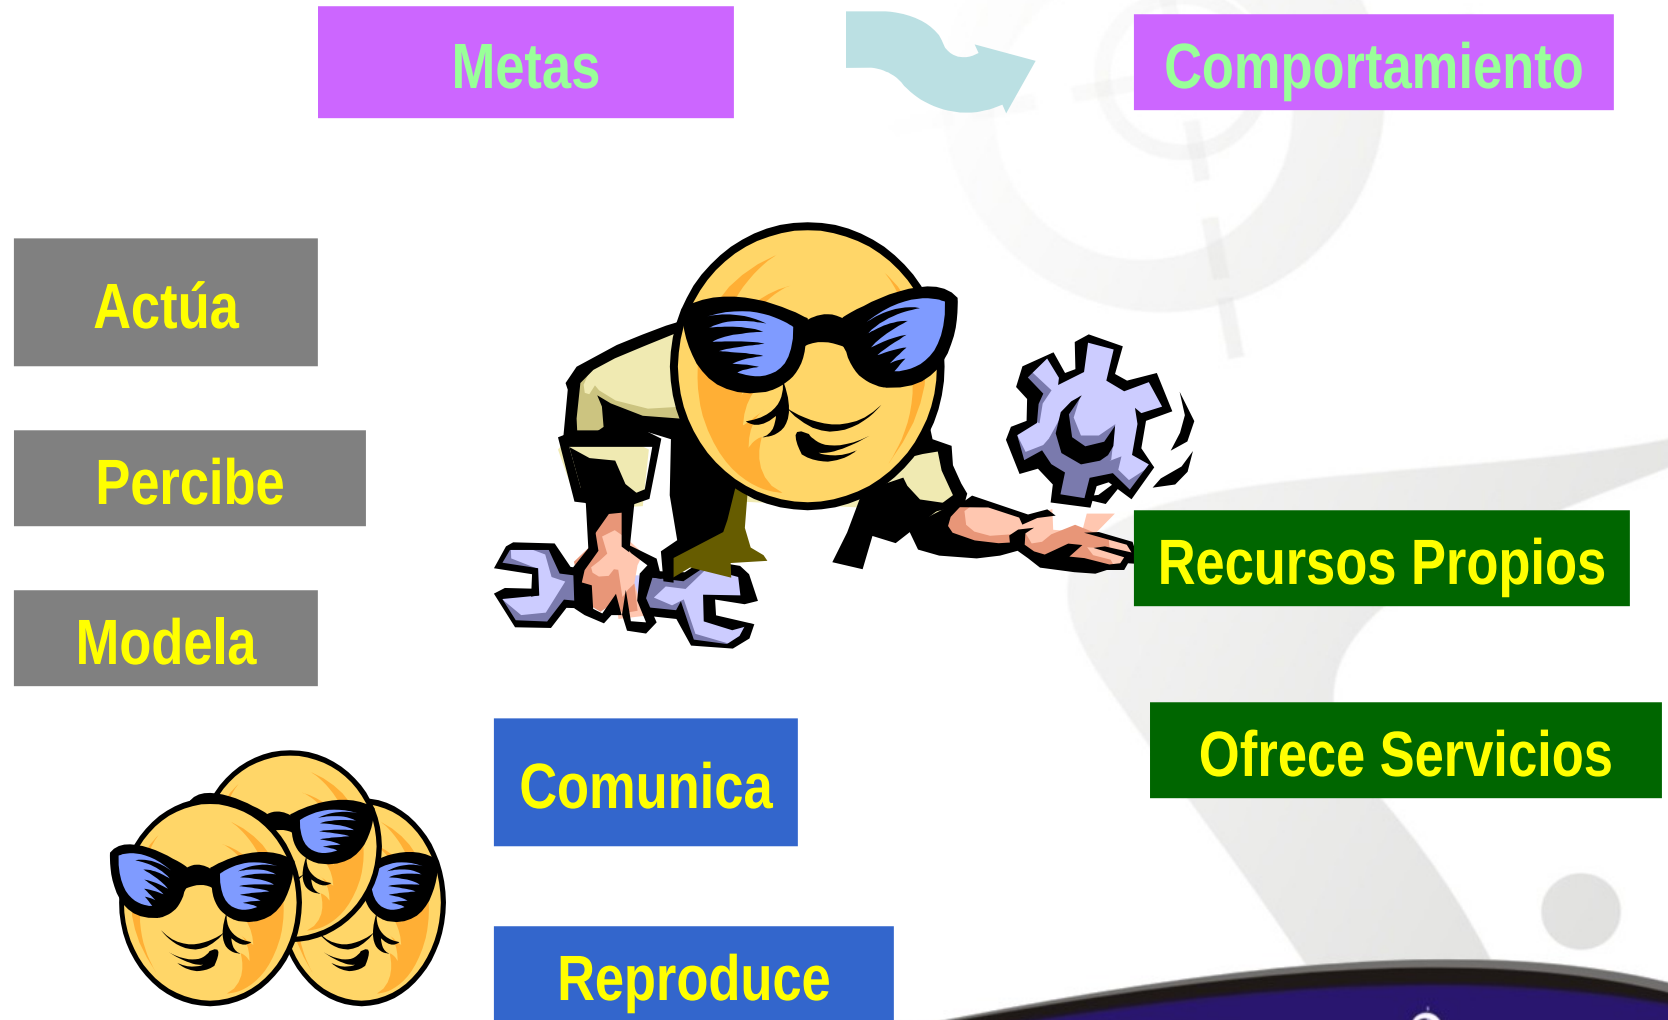 Metas
Comportamiento
Actúa
Percibe
Modela
Recursos Propios
Ofrece Servicios
Comunica
Reproduce